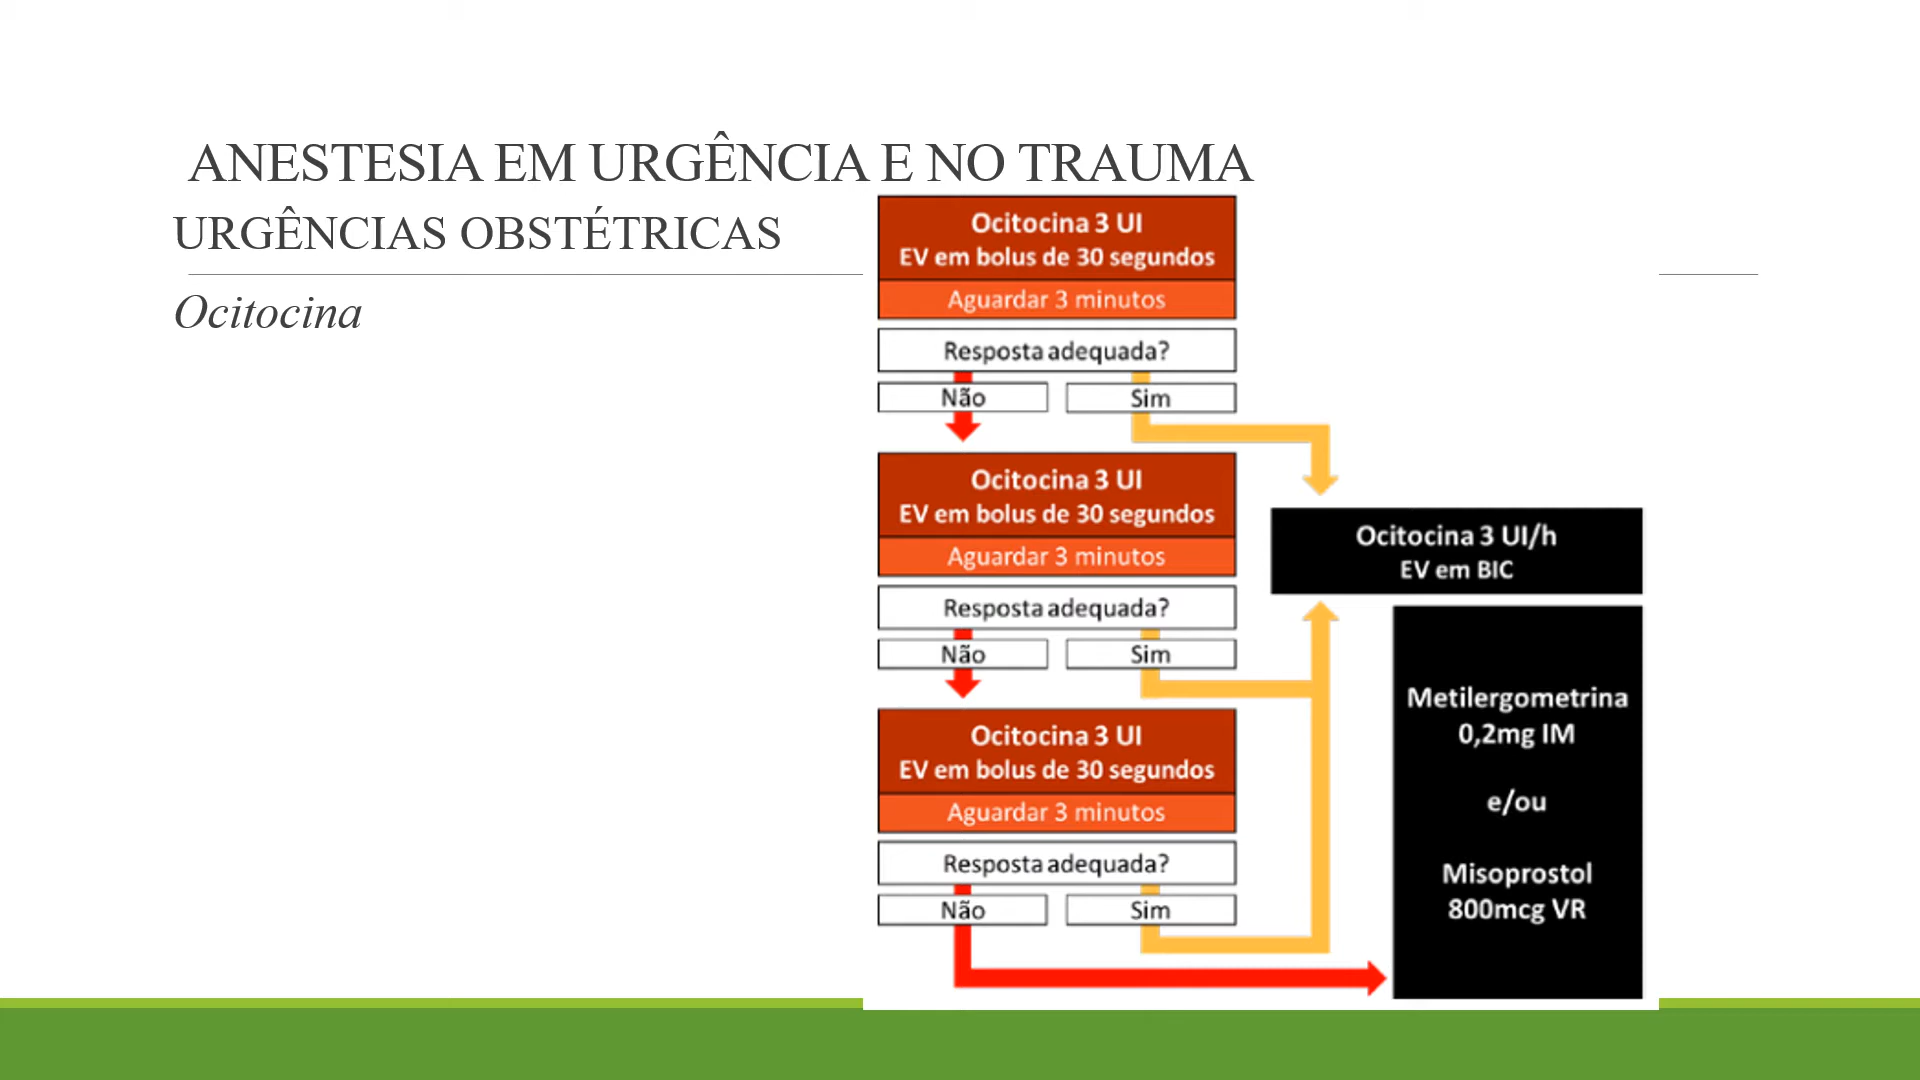 ANESTESIA EM URGÊNCIA E NO TRAUMA
URGÊNCIAS OBSTÉTRICAS
Ocitocina
Ocitocina 3 UI
EV em bolus de 30 segundos
Aguardar 3 minutos
Resposta adequada?
Não
Sim
Ocitocina 3 UI
EV em bolus de 30 segundos
Aguardar 3 minutos
Resposta adequada?
Não
Sim
Ocitocina 3 UI
EV em bolus de 30 segundos
Aguardar 3 minutos
Resposta adequada?
Não
Sim
Ocitocina 3 UI/h
EV em BIC
Metilergometrina
0,2mg IM
e/ou
Misoprostol
800mcg VR